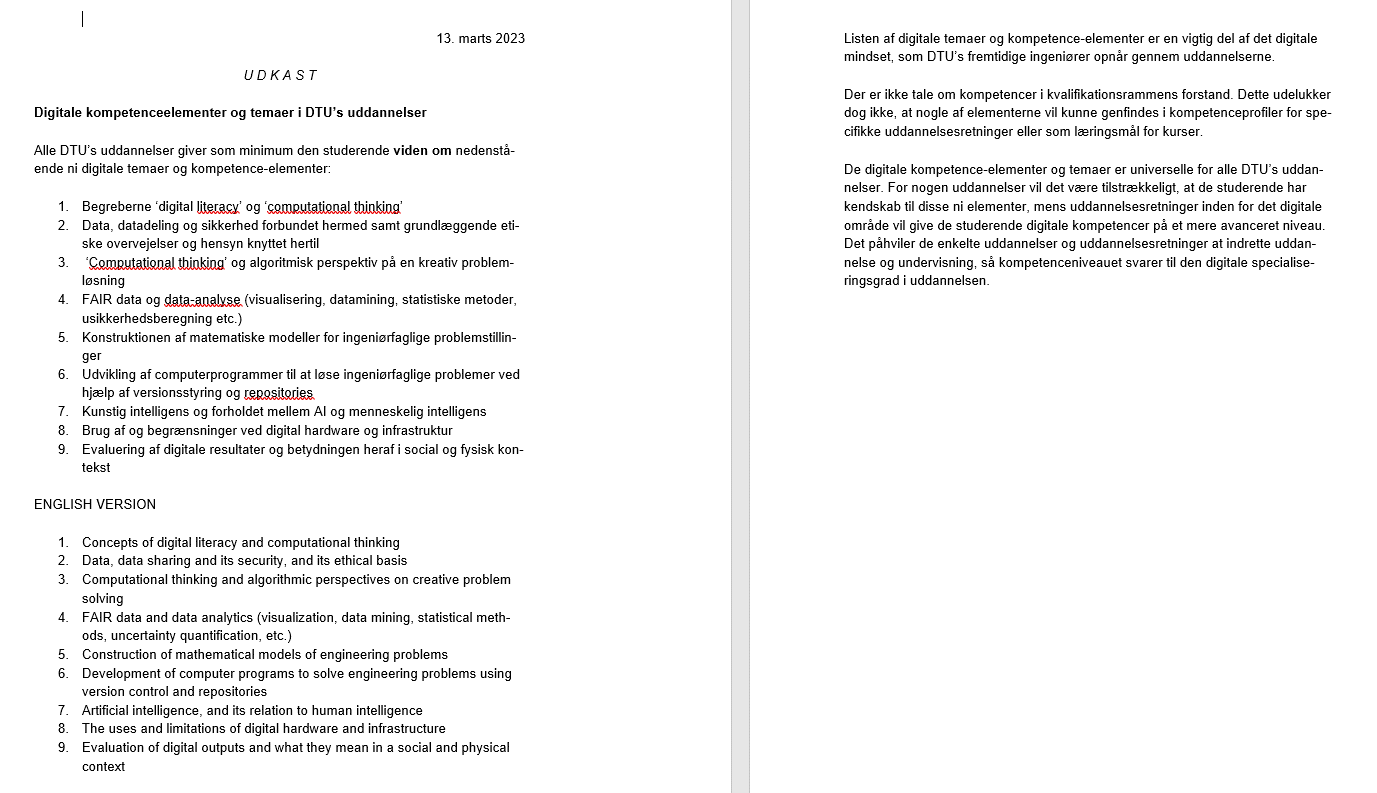 13. marts 2023
UDKAST
Digitale kompetenceelementer og temaer i DTU's uddannelser
Alle DTU's uddannelser giver som minimum den studerende viden om nedenstå-
ende ni digitale temaer og kompetence-elementer:
1. Begreberne 'digital literacy' og 'computational thinking'
2. Data, datadeling og sikkerhed forbundet hermed samt grundlæggende eti-
ske overvejelser og hensyn knyttet hertil
3. 'Computational thinking' og algoritmisk perspektiv på en kreativ problem-
løsning
4. FAIR data og data-analyse (visualisering, datamining, statistiske metoder,
usikkerhedsberegning etc.)
5. Konstruktionen af matematiske modeller for ingeniørfaglige problemstillin-
ger
6. Udvikling af computerprogrammer til at løse ingeniørfaglige problemer ved
hjælp af versionsstyring og repositories
7. Kunstig intelligens og forholdet mellem AI og menneskelig intelligens
8. Brug af og begrænsninger ved digital hardware og infrastruktur
9. Evaluering af digitale resultater og betydningen heraf i social og fysisk kon-
tekst
ENGLISH VERSION
1. Concepts of digital literacy and computational thinking
2. Data, data sharing and its security, and its ethical basis
3. Computational thinking and algorithmic perspectives on creative problem
solving
4. FAIR data and data analytics (visualization, data mining, statistical meth-
ods, uncertainty quantification, etc.)
5. Construction of mathematical models of engineering problems
6. Development of computer programs to solve engineering problems using
version control and repositories
7. Artificial intelligence, and its relation to human intelligence
8. The uses and limitations of digital hardware and infrastructure
9. Evaluation of digital outputs and what they mean in a social and physical
context
Listen af digitale temaer og kompetence-elementer er en vigtig del af det digitale
mindset, som DTU's fremtidige ingeniører opnår gennem uddannelserne.
Der er ikke tale om kompetencer i kvalifikationsrammens forstand. Dette udelukker
dog ikke, at nogle af elementerne vil kunne genfindes i kompetenceprofiler for spe-
cifikke uddannelsesretninger eller som læringsmål for kurser.
De digitale kompetence-elementer og temaer er universelle for alle DTU's uddan-
nelser. For nogen uddannelser vil det være tilstrækkeligt, at de studerende har
kendskab til disse ni elementer, mens uddannelsesretninger inden for det digitale
område vil give de studerende digitale kompetencer på et mere avanceret niveau.
Det påhviler de enkelte uddannelser og uddannelsesretninger at indrette uddan-
nelse og undervisning, så kompetenceniveauet svarer til den digitale specialise-
ringsgrad i uddannelsen.